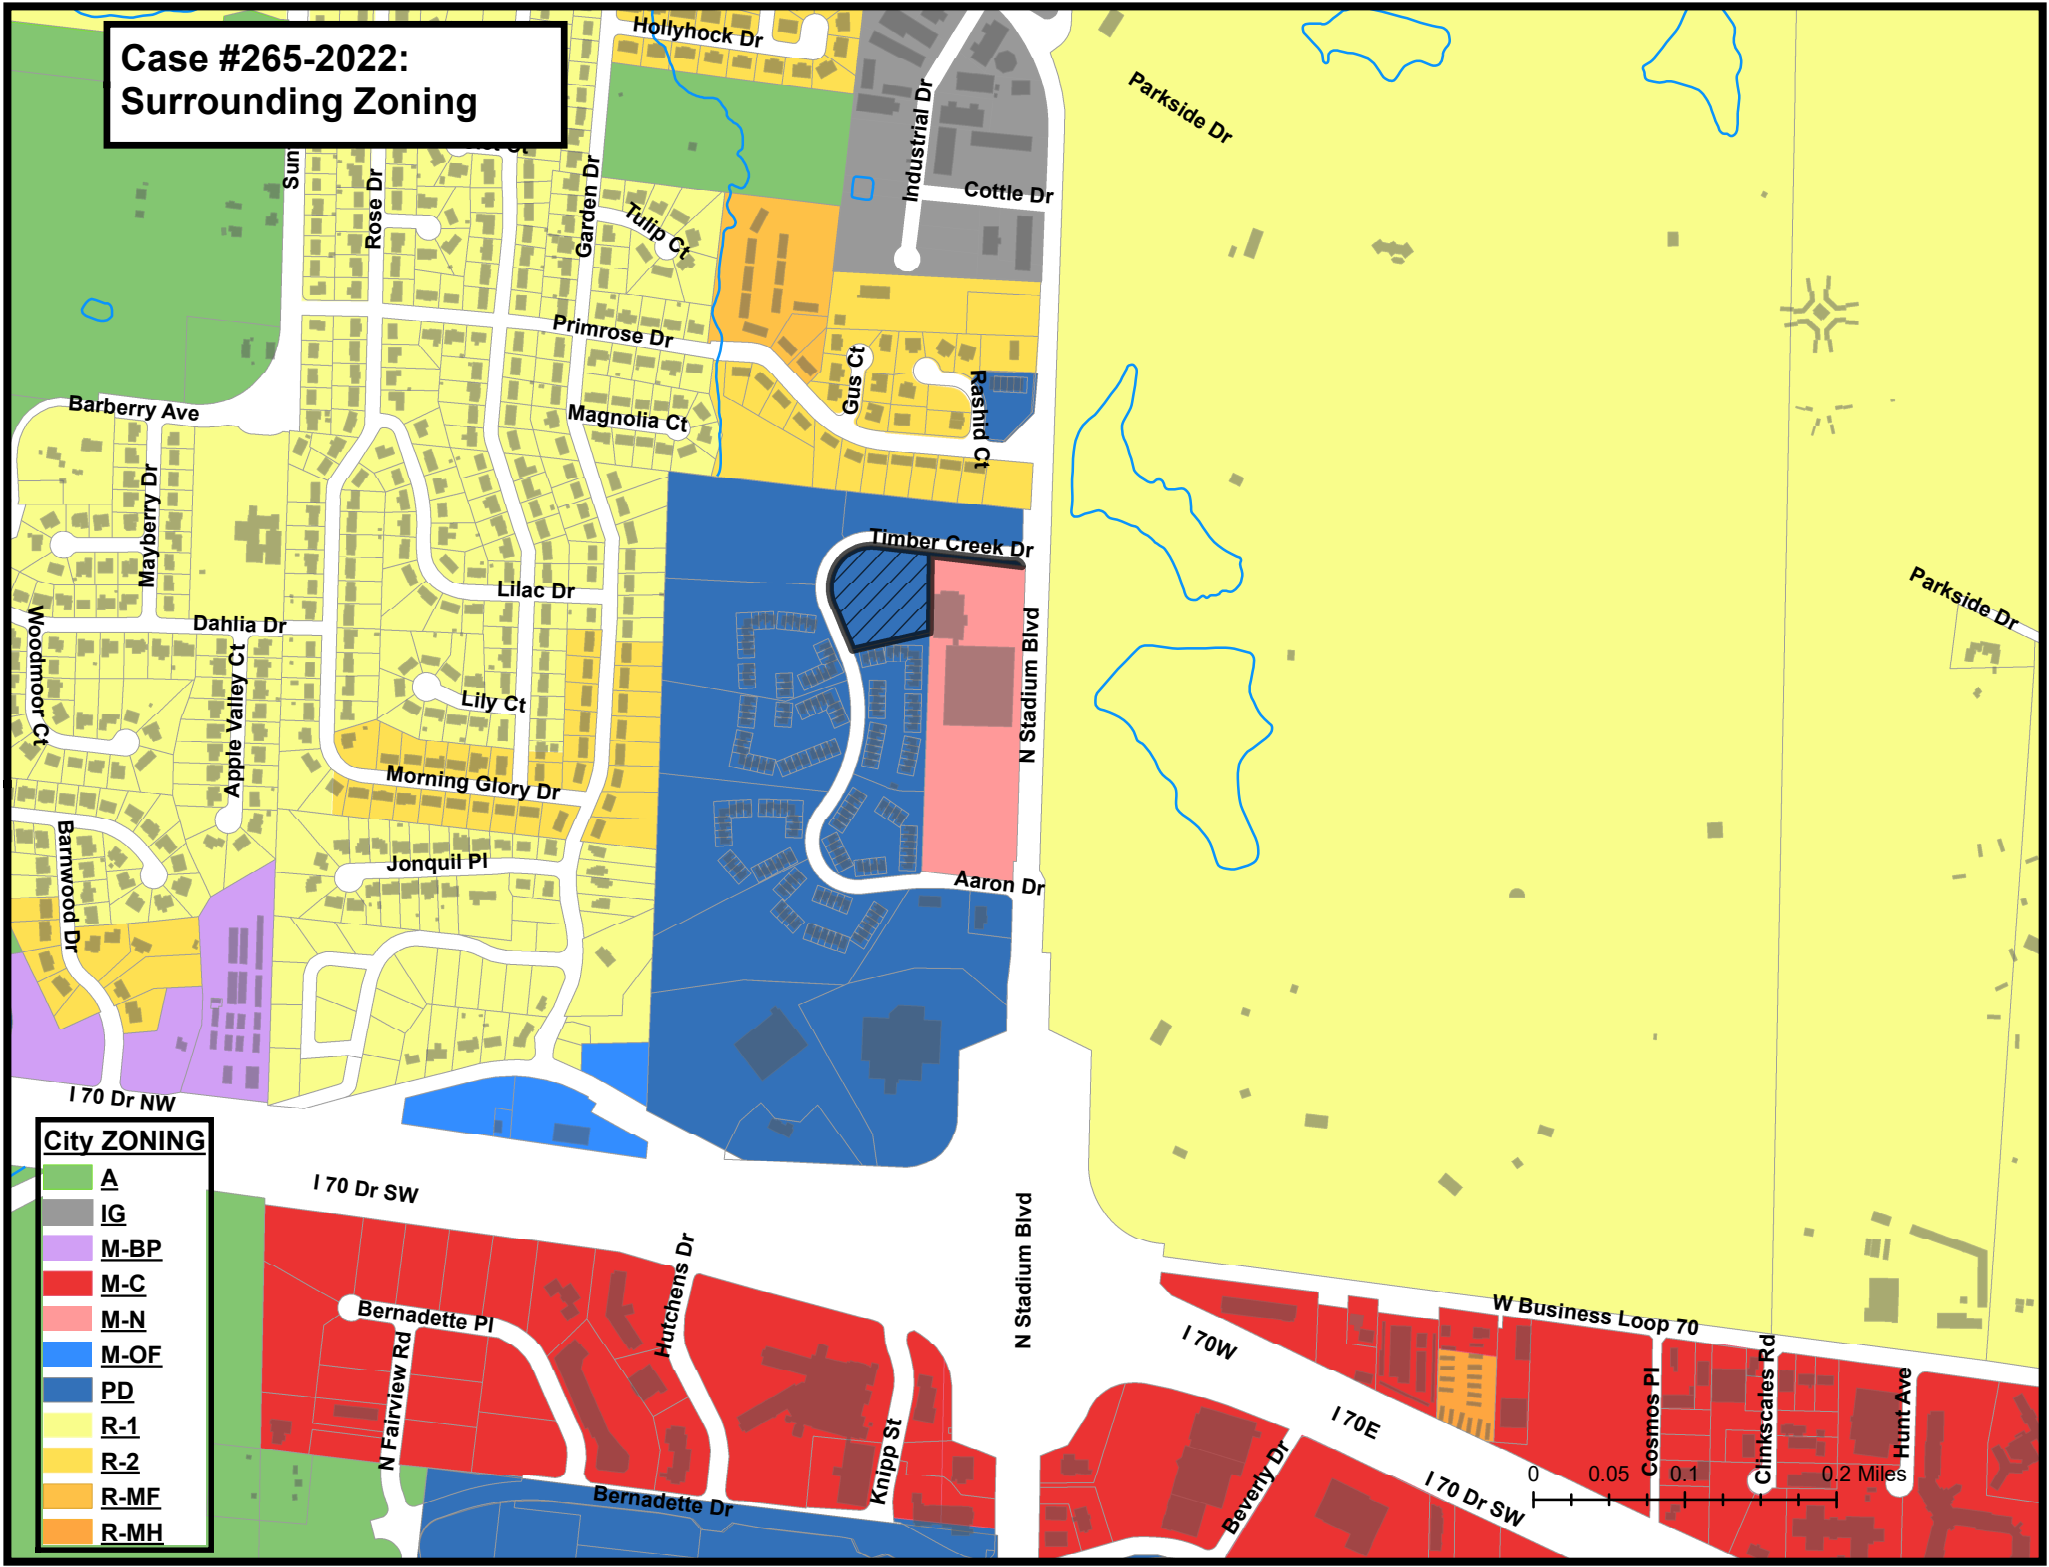 Case #265-2022:
Surrounding Zoning
Hollyhock Dr
Parkside Dr
Industrial Dr
Cottle Dr
Rose Dr
Garden Dr
Tulip Ct
Primrose Dr
Gus Ct
Rashid Ct
Barberry Ave
Magnolia Ct
Mayberry Dr
Timber Creek Dr
Lilac Dr
Parkside Dr
Dahlia Dr
Woodmoor Ct
Apple Valley Ct
Lily Ct
N Stadium Blvd
Morning Glory Dr
Barnwood Dr
Jonquil Pl
Aaron Dr
I 70 Dr NW
City ZONING
A
IG
M-BP
M-C
M-N
M-OF
PD
R-1
R-2
R-MF
R-MH
I 70 Dr SW
Hutchens Dr
N Stadium Blvd
Bernadette Pl
N Fairview Rd
Knipp St
Bernadette Dr
W Business Loop 70
I 70W
I 70E
I 70 Dr SW
Beverly Dr
Cosmos Pl
Clinkscales Rd
Hunt Ave
0 0.05 0.1 0.2 Miles